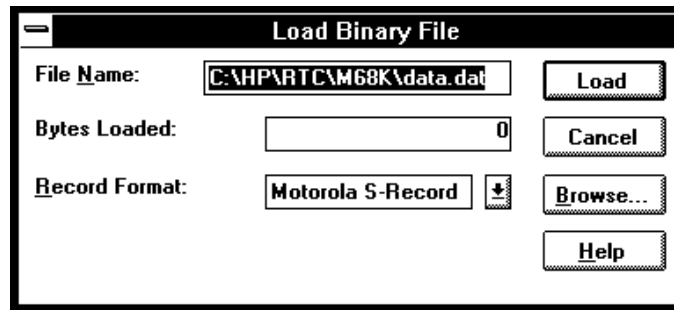 Load Binary File
File Name: C:\HP\RTC\M68K\data.dat Load
Bytes Loaded: 0 Cancel
Record Format: Motorola S-Record Browse...
Help